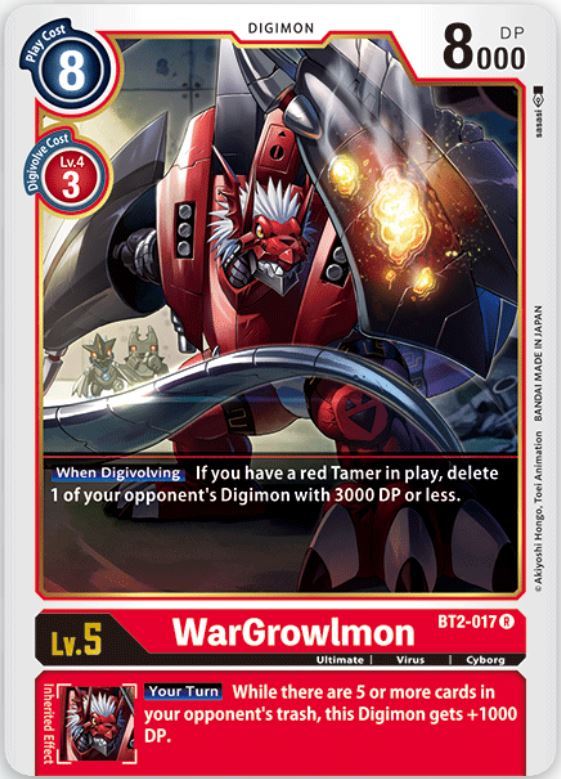 Play Cost
8
DIGIMON
8000
DP
Digivolve Cost
Lv.4
3
sasasi
When Digivolving If you have a red Tamer in play, delete
1 of your opponent's Digimon with 3000 DP or less.
© Akiyoshi Hongo, Toei Animation BANDAI MADE IN JAPAN
Lv.5
WarGrowlmon
BT2-017 R
Ultimate | Virus | Cyborg
Inherited Effect
Your Turn While there are 5 or more cards in
your opponent's trash, this Digimon gets +1000
DP.